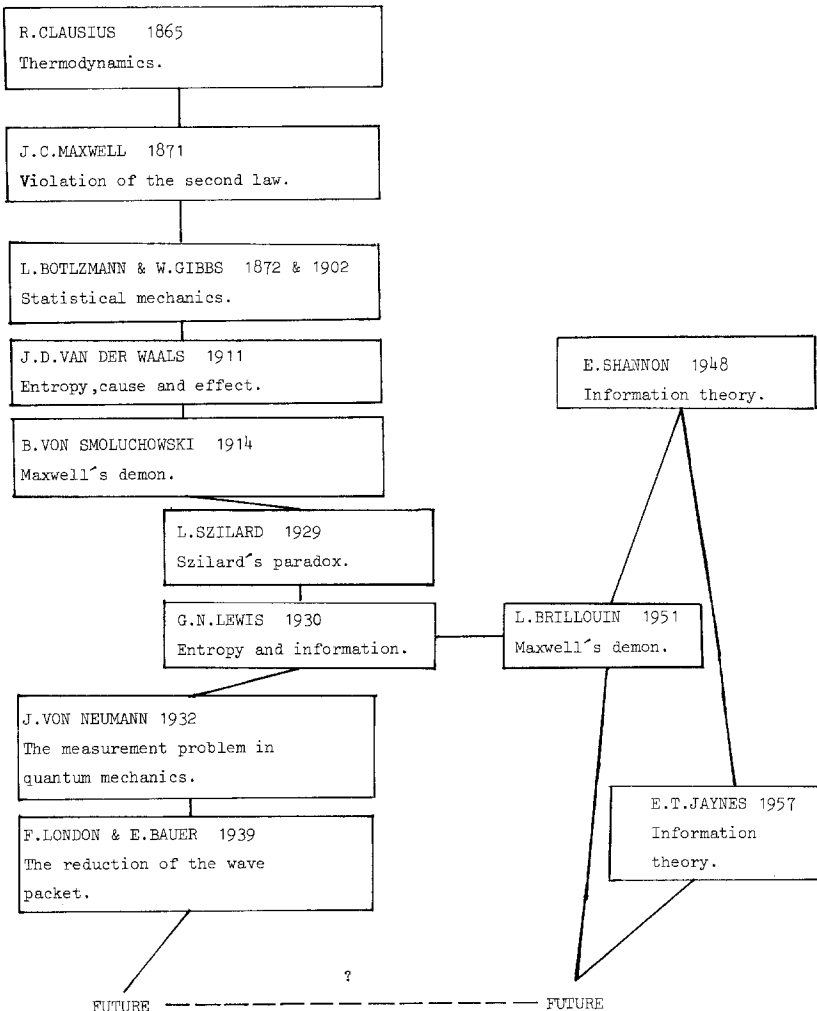 R.CLAUSIUS 1865
Thermodynamics.
J.C.MAXWELL 1871
Violation of the second law.
L.BOTLZMANN & W.GIBBS 1872 & 1902
Statistical mechanics.
J.D.VAN DER WAALS 1911
Entropy,cause and effect.
E.SHANNON 1948
Information theory.
B.VON SMOLUCHOWSKI 1914
Maxwell´s demon.
L.SZILARD 1929
Szilard´s paradox.
G.N.LEWIS 1930
Entropy and information.
L.BRILLOUIN 1951
Maxwell´s demon.
J.VON NEUMANN 1932
The measurement problem in
quantum mechanics.
E.T.JAYNES 1957
Information
theory.
F.LONDON & E.BAUER 1939
The reduction of the wave
packet.
?
FUTURE
FUTURE